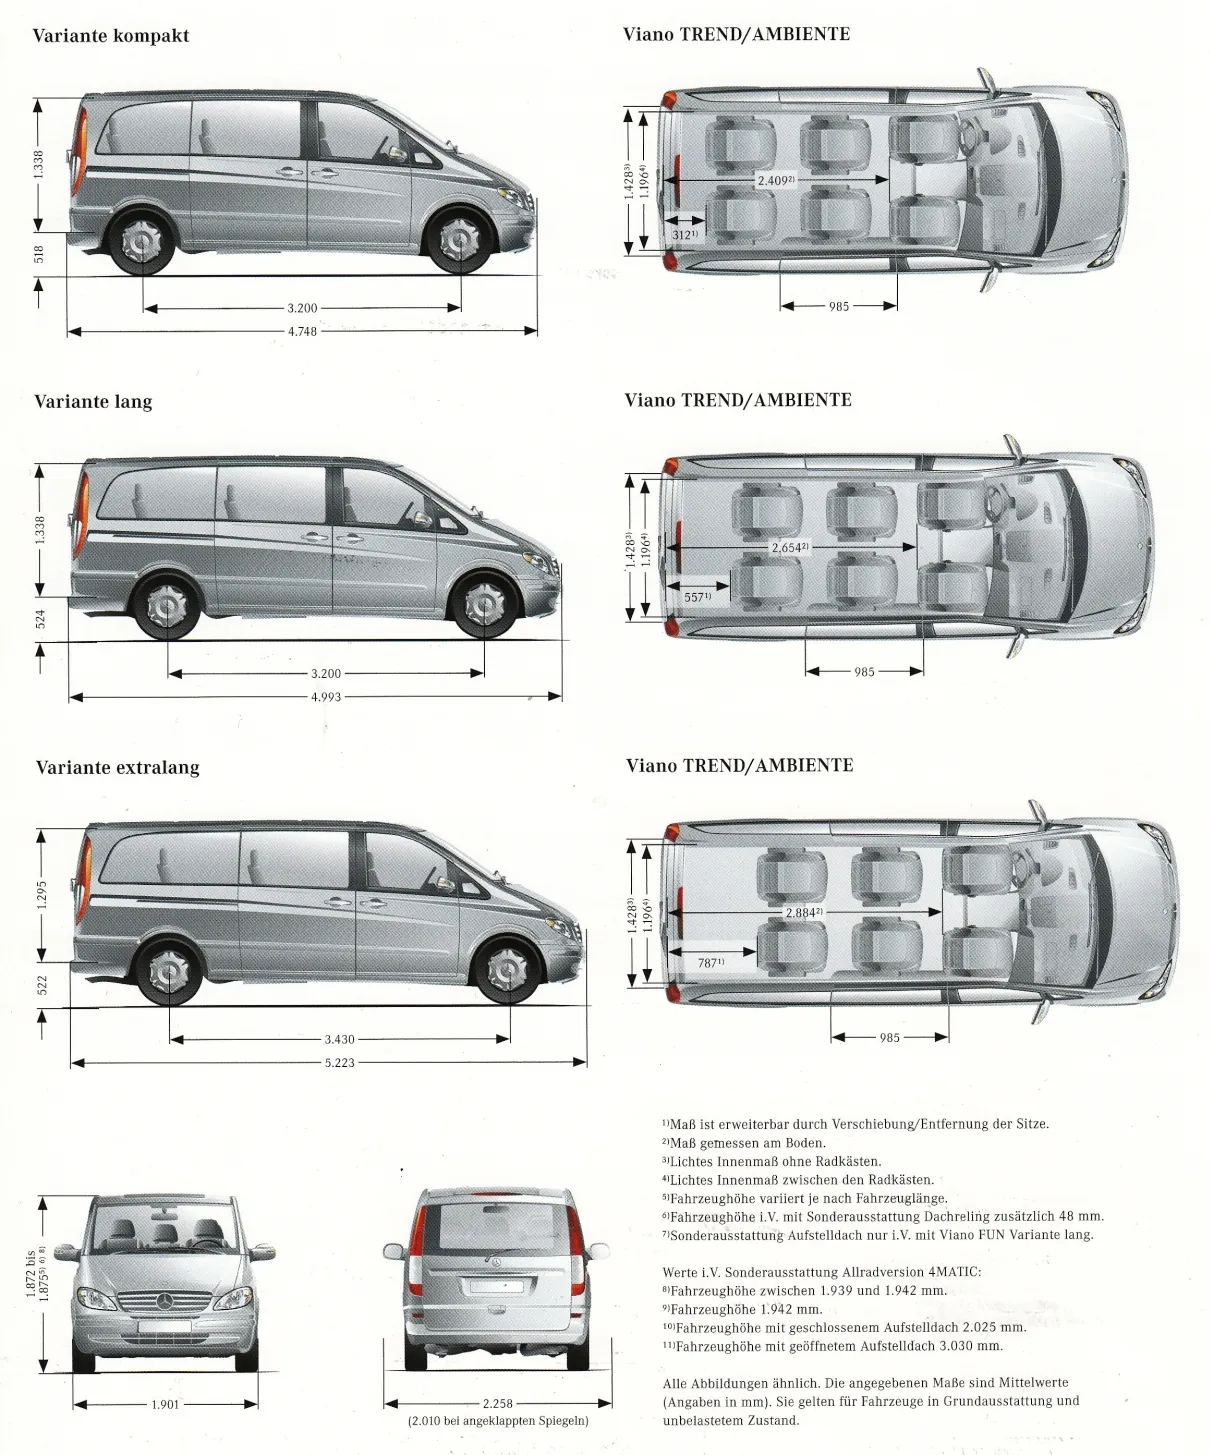 Variante kompakt
Viano TREND/AMBIENTE
1.338
518
3.200
4.748
1.428³⁾
1.196⁴⁾
2.409²⁾
312¹⁾
985
Variante lang
Viano TREND/AMBIENTE
1.338
524
3.200
4.993
1.428³⁾
1.196⁴⁾
2.654²⁾
557¹⁾
985
Variante extralang
Viano TREND/AMBIENTE
1.295
522
3.430
5.223
1.428³⁾
1.196⁴⁾
2.884²⁾
787¹⁾
985
1.872 bis
1.875⁵⁾ ⁶⁾ ⁸⁾
1.901
2.258
(2.010 bei angeklappten Spiegeln)
¹⁾Maß ist erweiterbar durch Verschiebung/Entfernung der Sitze.
²⁾Maß gemessen am Boden.
³⁾Lichtes Innenmaß ohne Radkästen.
⁴⁾Lichtes Innenmaß zwischen den Radkästen.
⁵⁾Fahrzeughöhe variiert je nach Fahrzeuglänge.
⁶⁾Fahrzeughöhe i.V. mit Sonderausstattung Dachreling zusätzlich 48 mm.
⁷⁾Sonderausstattung Aufstelldach nur i.V. mit Viano FUN Variante lang.
Werte i.V. Sonderausstattung Allradversion 4MATIC:
⁸⁾Fahrzeughöhe zwischen 1.939 und 1.942 mm.
⁹⁾Fahrzeughöhe 1.942 mm.
¹⁰⁾Fahrzeughöhe mit geschlossenem Aufstelldach 2.025 mm.
¹¹⁾Fahrzeughöhe mit geöffnetem Aufstelldach 3.030 mm.
Alle Abbildungen ähnlich. Die angegebenen Maße sind Mittelwerte
(Angaben in mm). Sie gelten für Fahrzeuge in Grundausstattung und
unbelastetem Zustand.